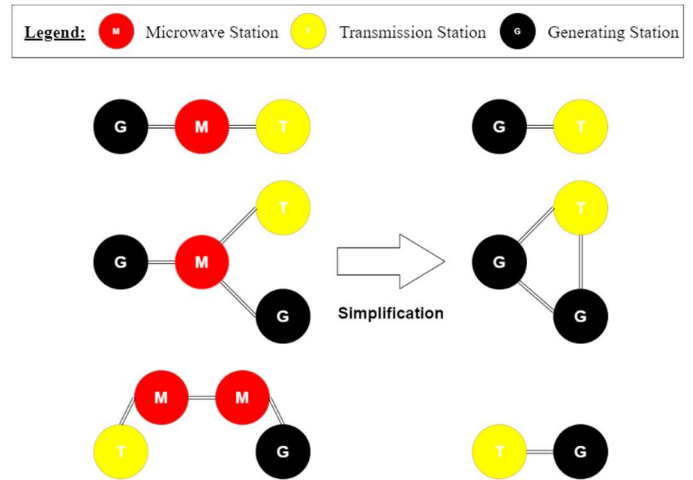 Legend: M Microwave Station T Transmission Station G Generating Station
G M T G T
T T
G M G
G G
Simplification
M M
T G T G